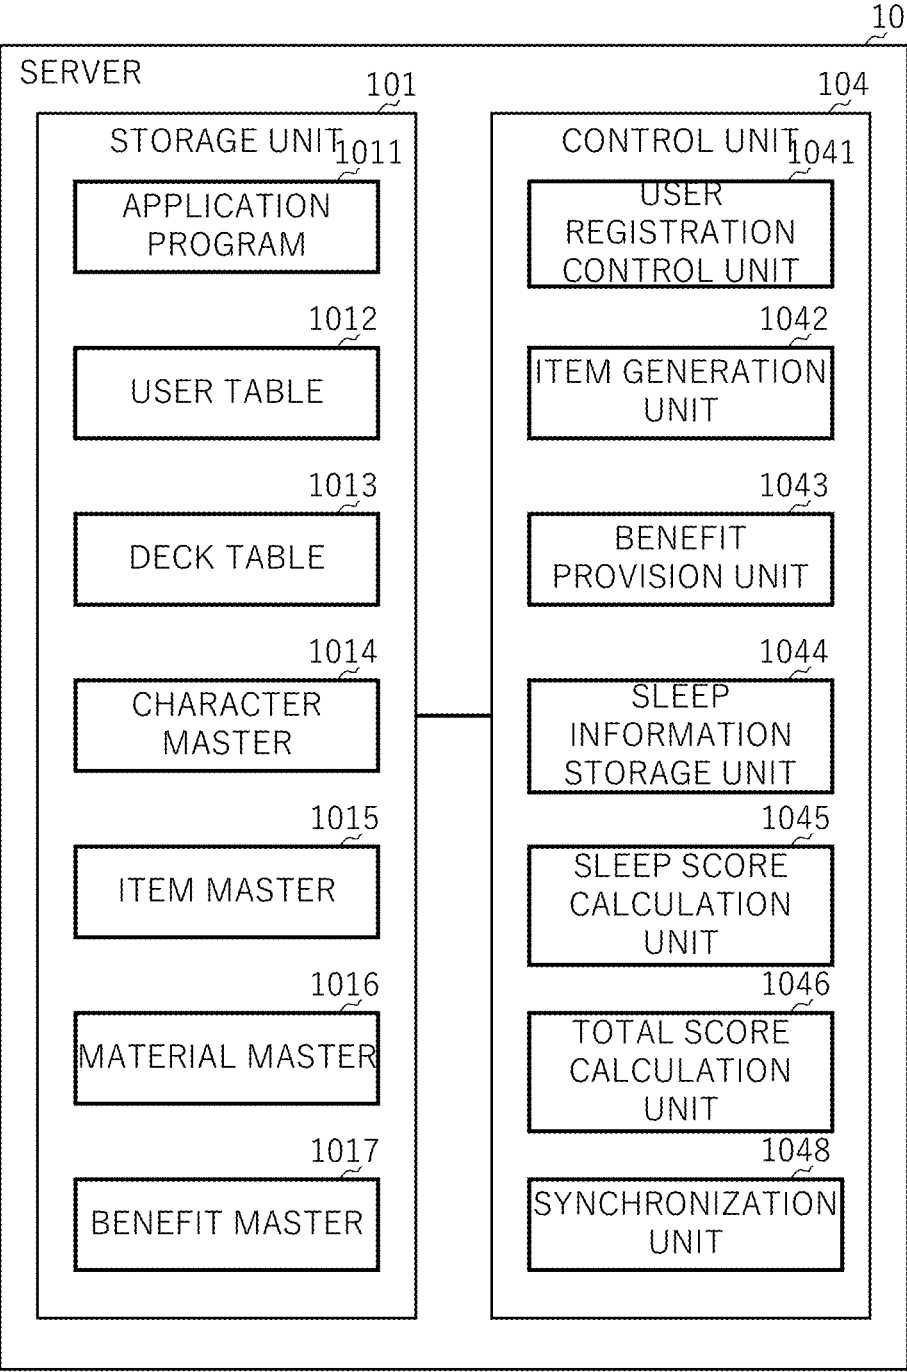 10
SERVER
101
STORAGE UNIT
1011
APPLICATION
PROGRAM
1012
USER TABLE
1013
DECK TABLE
1014
CHARACTER
MASTER
1015
ITEM MASTER
1016
MATERIAL MASTER
1017
BENEFIT MASTER
104
CONTROL UNIT
1041
USER
REGISTRATION
CONTROL UNIT
1042
ITEM GENERATION
UNIT
1043
BENEFIT
PROVISION UNIT
1044
SLEEP
INFORMATION
STORAGE UNIT
1045
SLEEP SCORE
CALCULATION
UNIT
1046
TOTAL SCORE
CALCULATION
UNIT
1048
SYNCHRONIZATION
UNIT